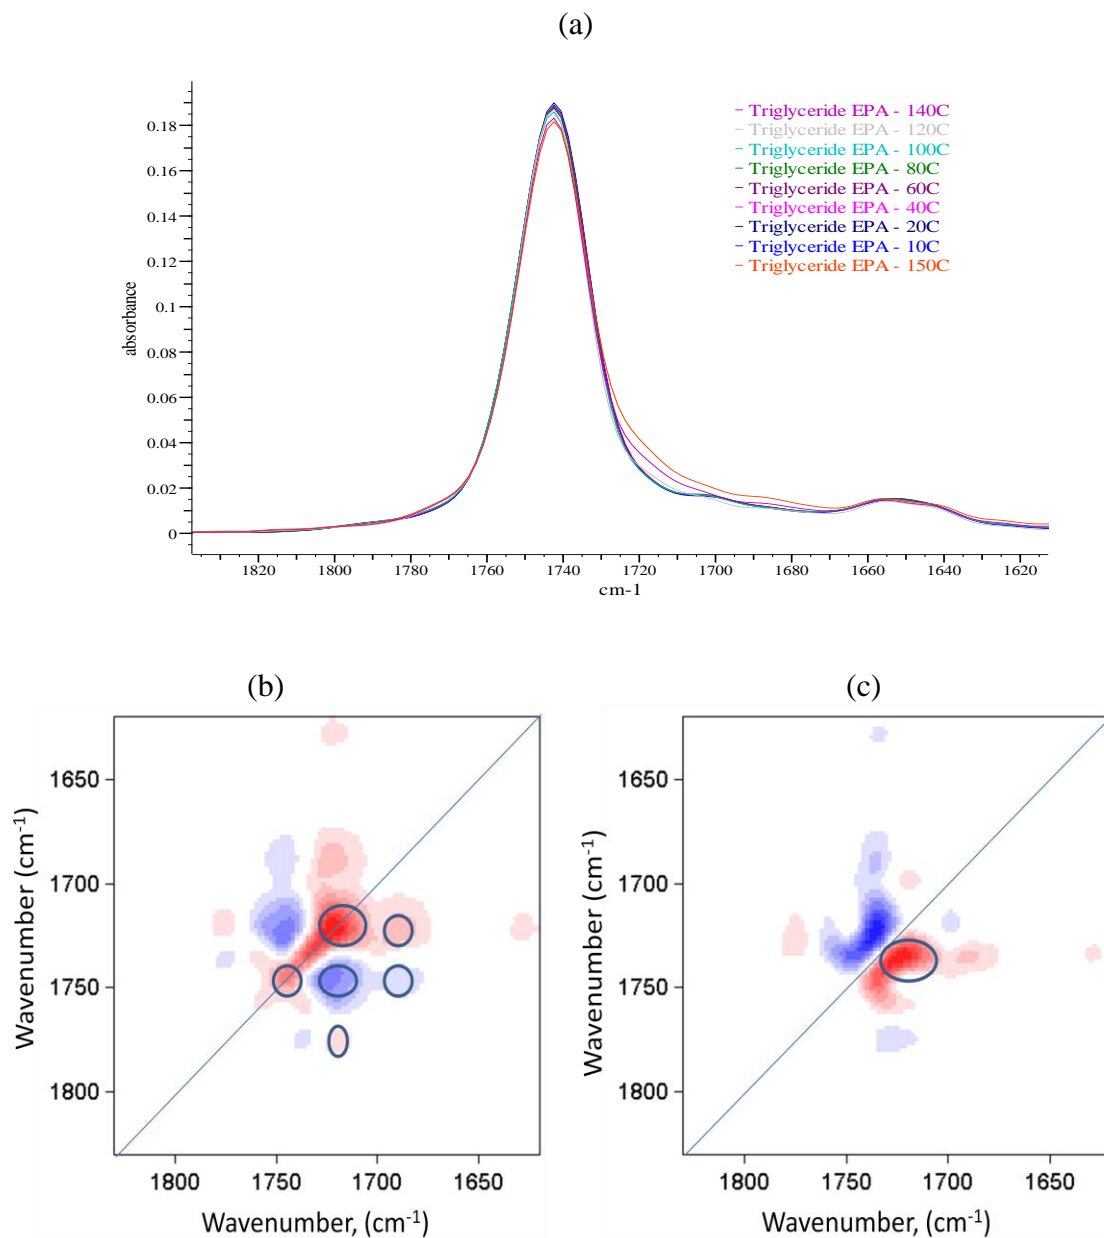 (a)
Triglyceride EPA - 140C
Triglyceride EPA - 120C
Triglyceride EPA - 100C
Triglyceride EPA - 80C
Triglyceride EPA - 60C
Triglyceride EPA - 40C
Triglyceride EPA - 20C
Triglyceride EPA - 10C
Triglyceride EPA - 150C
absorbance
0.18
0.16
0.14
0.12
0.1
0.08
0.06
0.04
0.02
0
1820 1800 1780 1760 1740 1720 1700 1680 1660 1640 1620
cm-1
(b)
Wavenumber (cm⁻¹)
1650
1700
1750
1800
1800 1750 1700 1650
Wavenumber, (cm⁻¹)
(c)
Wavenumber (cm⁻¹)
1650
1700
1750
1800
1800 1750 1700 1650
Wavenumber, (cm⁻¹)